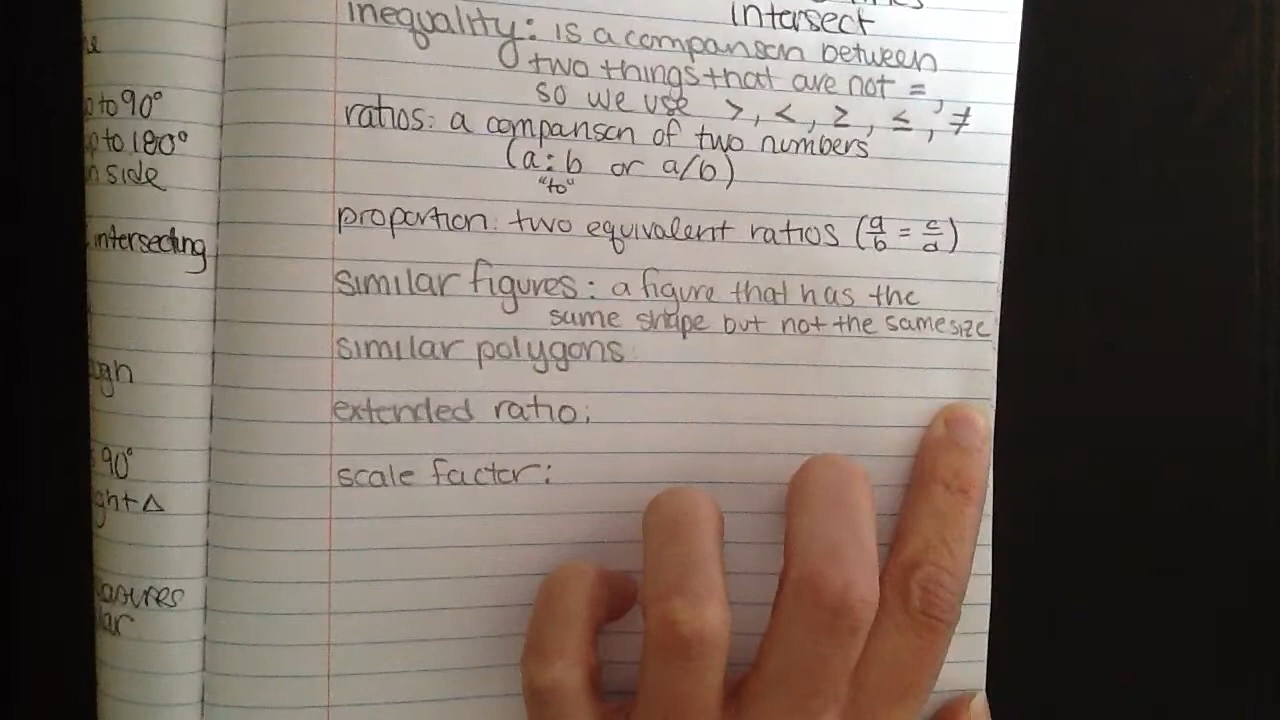 intersect
inequality: is a comparison between
two things that are not =,
so we use >, <, ≥, ≤, ≠
ratios: a comparison of two numbers
(a:b or a/b)
"to"
proportion: two equivalent ratios (a/b = c/d)
similar figures: a figure that has the
same shape but not the same size
similar polygons:
extended ratio:
scale factor:
to 90°
to 180°
side
intersecting
90°
Δ